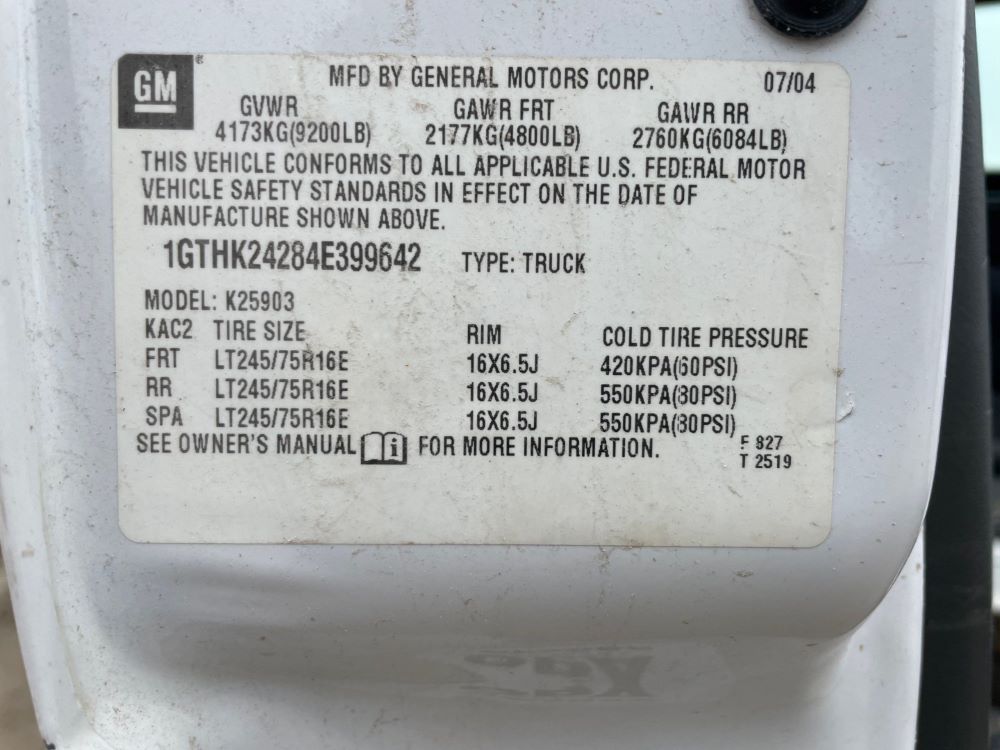 GM
MFD BY GENERAL MOTORS CORP. 07/04
GVWR GAWR FRT GAWR RR
4173KG(9200LB) 2177KG(4800LB) 2760KG(6084LB)
THIS VEHICLE CONFORMS TO ALL APPLICABLE U.S. FEDERAL MOTOR
VEHICLE SAFETY STANDARDS IN EFFECT ON THE DATE OF
MANUFACTURE SHOWN ABOVE.
1GTHK24284E399642 TYPE: TRUCK
MODEL: K25903
KAC2 TIRE SIZE RIM COLD TIRE PRESSURE
FRT LT245/75R16E 16X6.5J 420KPA(60PSI)
RR LT245/75R16E 16X6.5J 550KPA(80PSI)
SPA LT245/75R16E 16X6.5J 550KPA(80PSI)
SEE OWNER'S MANUAL i FOR MORE INFORMATION.
F 827
T 2519